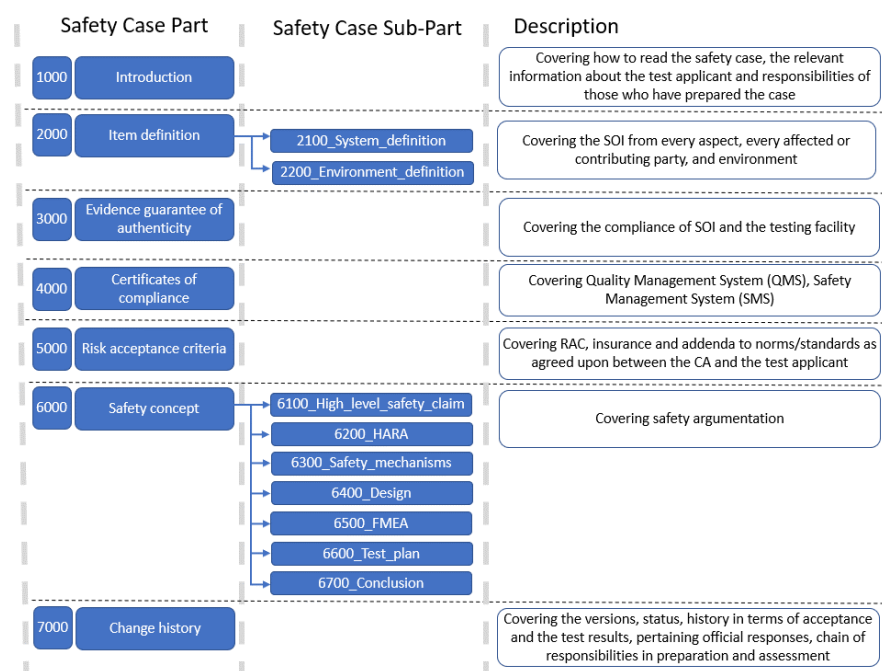 Safety Case Part
Safety Case Sub-Part
Description
1000
Introduction
Covering how to read the safety case, the relevant
information about the test applicant and responsibilities of
those who have prepared the case
2000
Item definition
2100_System_definition
2200_Environment_definition
Covering the SOI from every aspect, every affected or
contributing party, and environment
3000
Evidence guarantee of
authenticity
Covering the compliance of SOI and the testing facility
4000
Certificates of
compliance
Covering Quality Management System (QMS), Safety
Management System (SMS)
5000
Risk acceptance criteria
Covering RAC, insurance and addenda to norms/standards as
agreed upon between the CA and the test applicant
6000
Safety concept
6100_High_level_safety_claim
6200_HARA
6300_Safety_mechanisms
6400_Design
6500_FMEA
6600_Test_plan
6700_Conclusion
Covering safety argumentation
7000
Change history
Covering the versions, status, history in terms of acceptance
and the test results, pertaining official responses, chain of
responsibilities in preparation and assessment